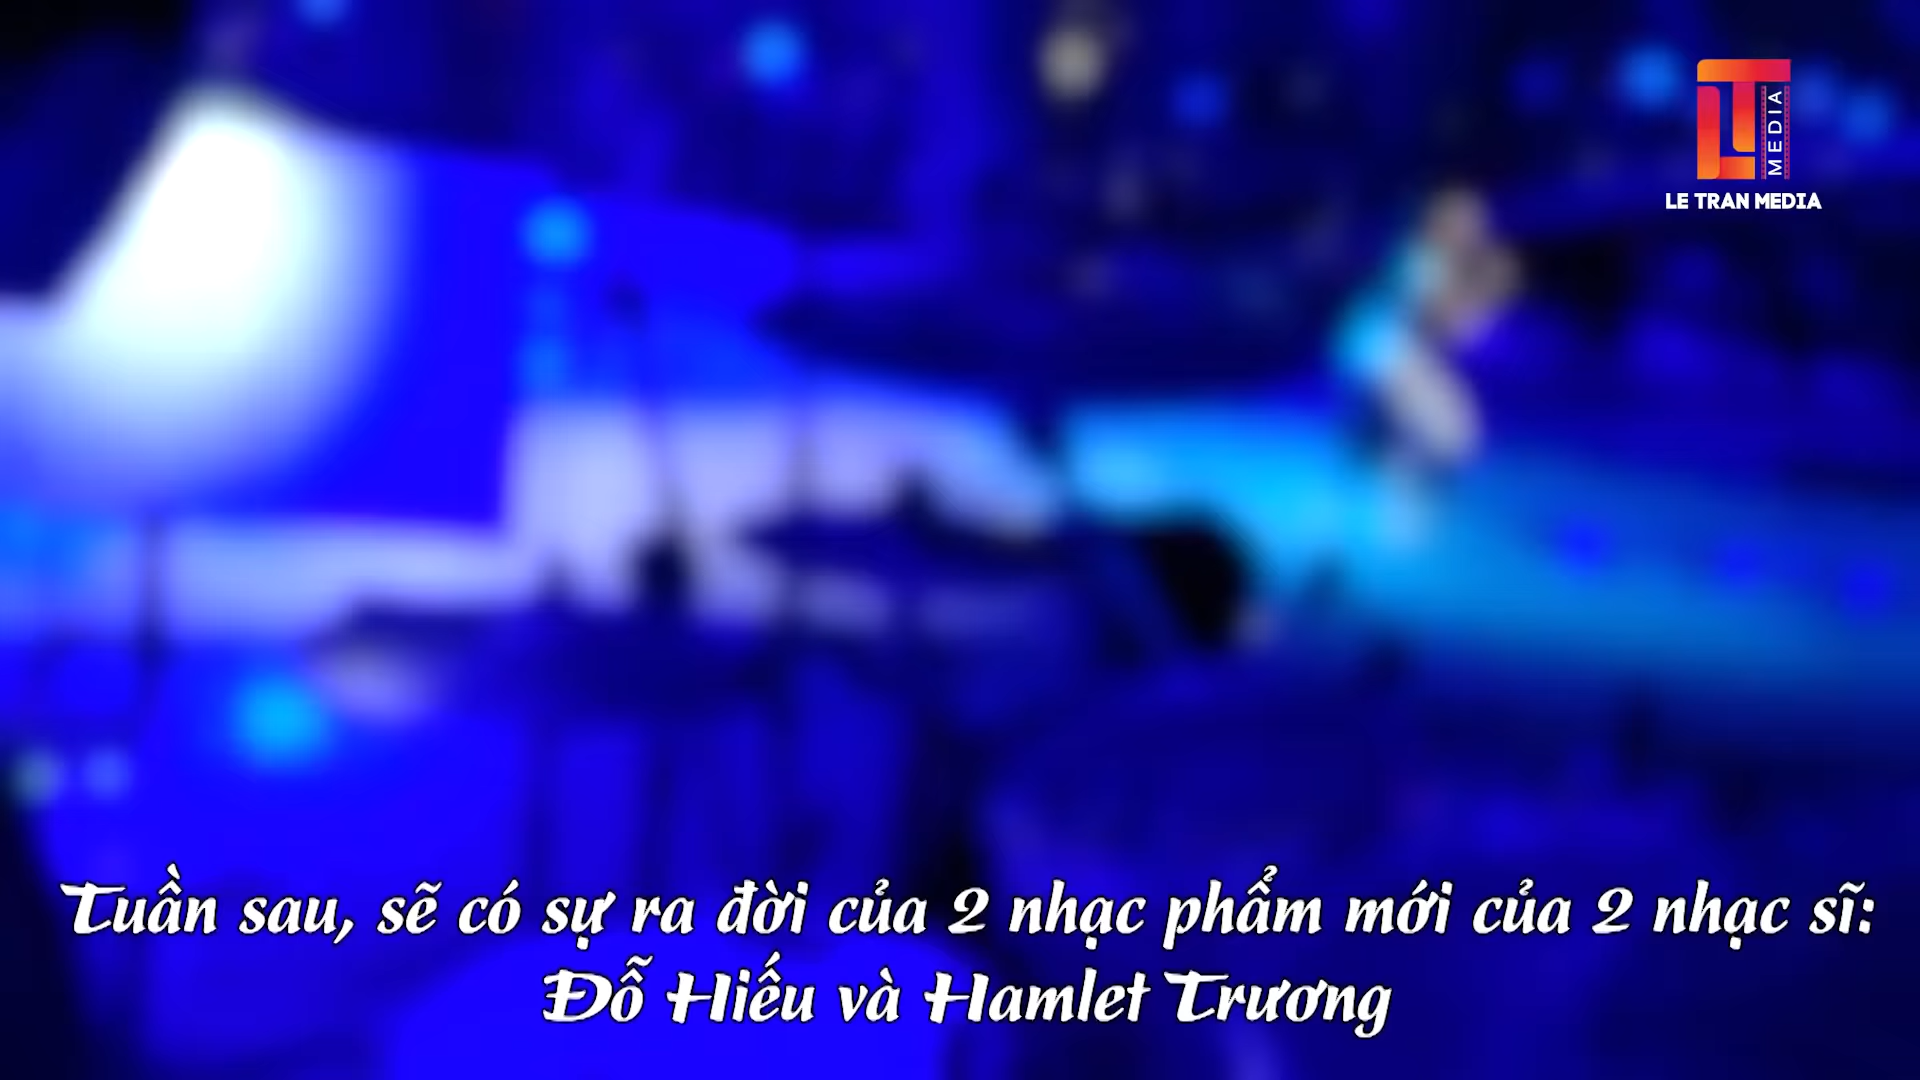 MEDIA
LE TRAN MEDIA
Tuần sau, sẽ có sự ra đời của 2 nhạc phẩm mới của 2 nhạc sĩ:
Đỗ Hiếu và Hamlet Trương